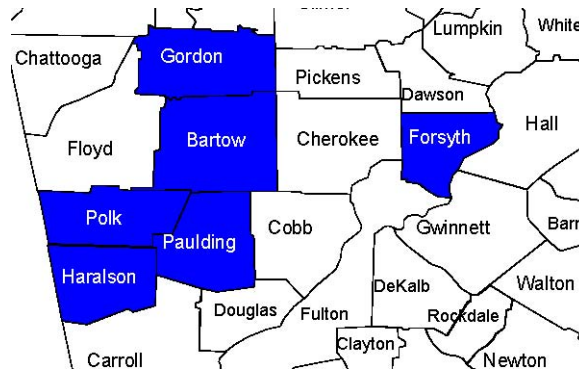 Lumpkin
White
Chattooga
Gordon
Pickens
Dawson
Floyd
Bartow
Cherokee
Forsyth
Hall
Polk
Paulding
Cobb
Gwinnett
Barr
Haralson
Douglas
Fulton
DeKalb
Rockdale
Walton
Clayton
Newton
Carroll